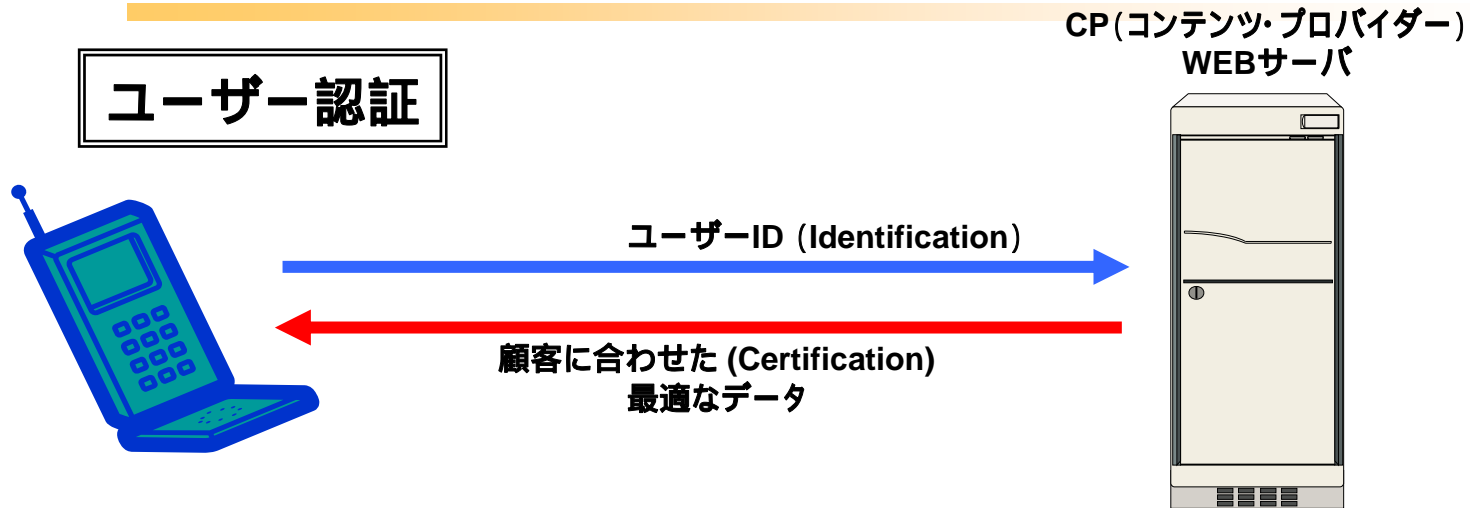 CP(コンテンツ・プロバイダー)
WEBサーバ
ユーザー認証
ユーザーID (Identification)
顧客に合わせた (Certification)
最適なデータ